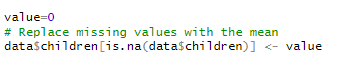 value=0
# Replace missing values with the mean
data$children[is.na(data$children)] <- value